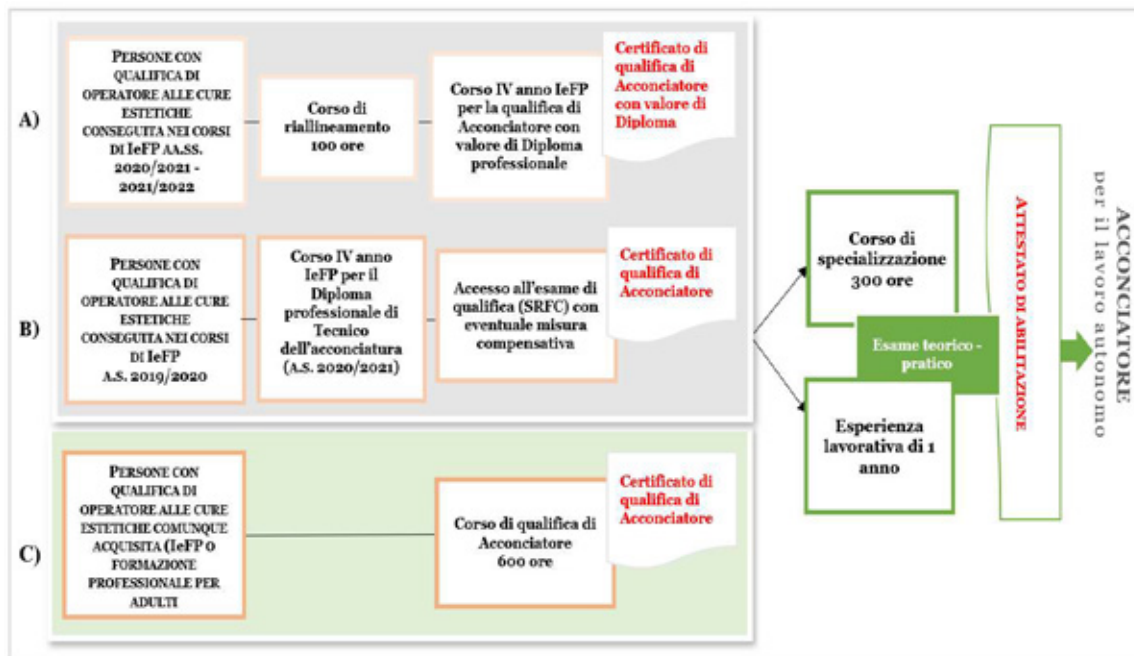 A)
PERSONE CON
QUALIFICA DI
OPERATORE ALLE CURE
ESTETICHE
CONSEGUITA NEI CORSI
DI IeFP AA.SS.
2020/2021 -
2021/2022
Corso di
riallineamento
100 ore
Corso IV anno IeFP
per la qualifica di
Acconciatore con
valore di Diploma
professionale
Certificato di
qualifica di
Acconciatore
con valore di
Diploma
B)
PERSONE CON
QUALIFICA DI
OPERATORE ALLE CURE
ESTETICHE
CONSEGUITA NEI CORSI
DI IeFP
A.S. 2019/2020
Corso IV anno
IeFP per il
Diploma
professionale di
Tecnico
dell'acconciatura
(A.S. 2020/2021)
Accesso all'esame di
qualifica (SRFC) con
eventuale misura
compensativa
Certificato di
qualifica di
Acconciatore
C)
PERSONE CON
QUALIFICA DI
OPERATORE ALLE CURE
ESTETICHE COMUNQUE
ACQUISITA (IeFP O
FORMAZIONE
PROFESSIONALE PER
ADULTI
Corso di qualifica di
Acconciatore
600 ore
Certificato di
qualifica di
Acconciatore
Corso di
specializzazione
300 ore
Esame teorico -
pratico
Esperienza
lavorativa di 1
anno
ATTESTATO DI ABILITAZIONE
ACCONCIATORE
per il lavoro autonomo